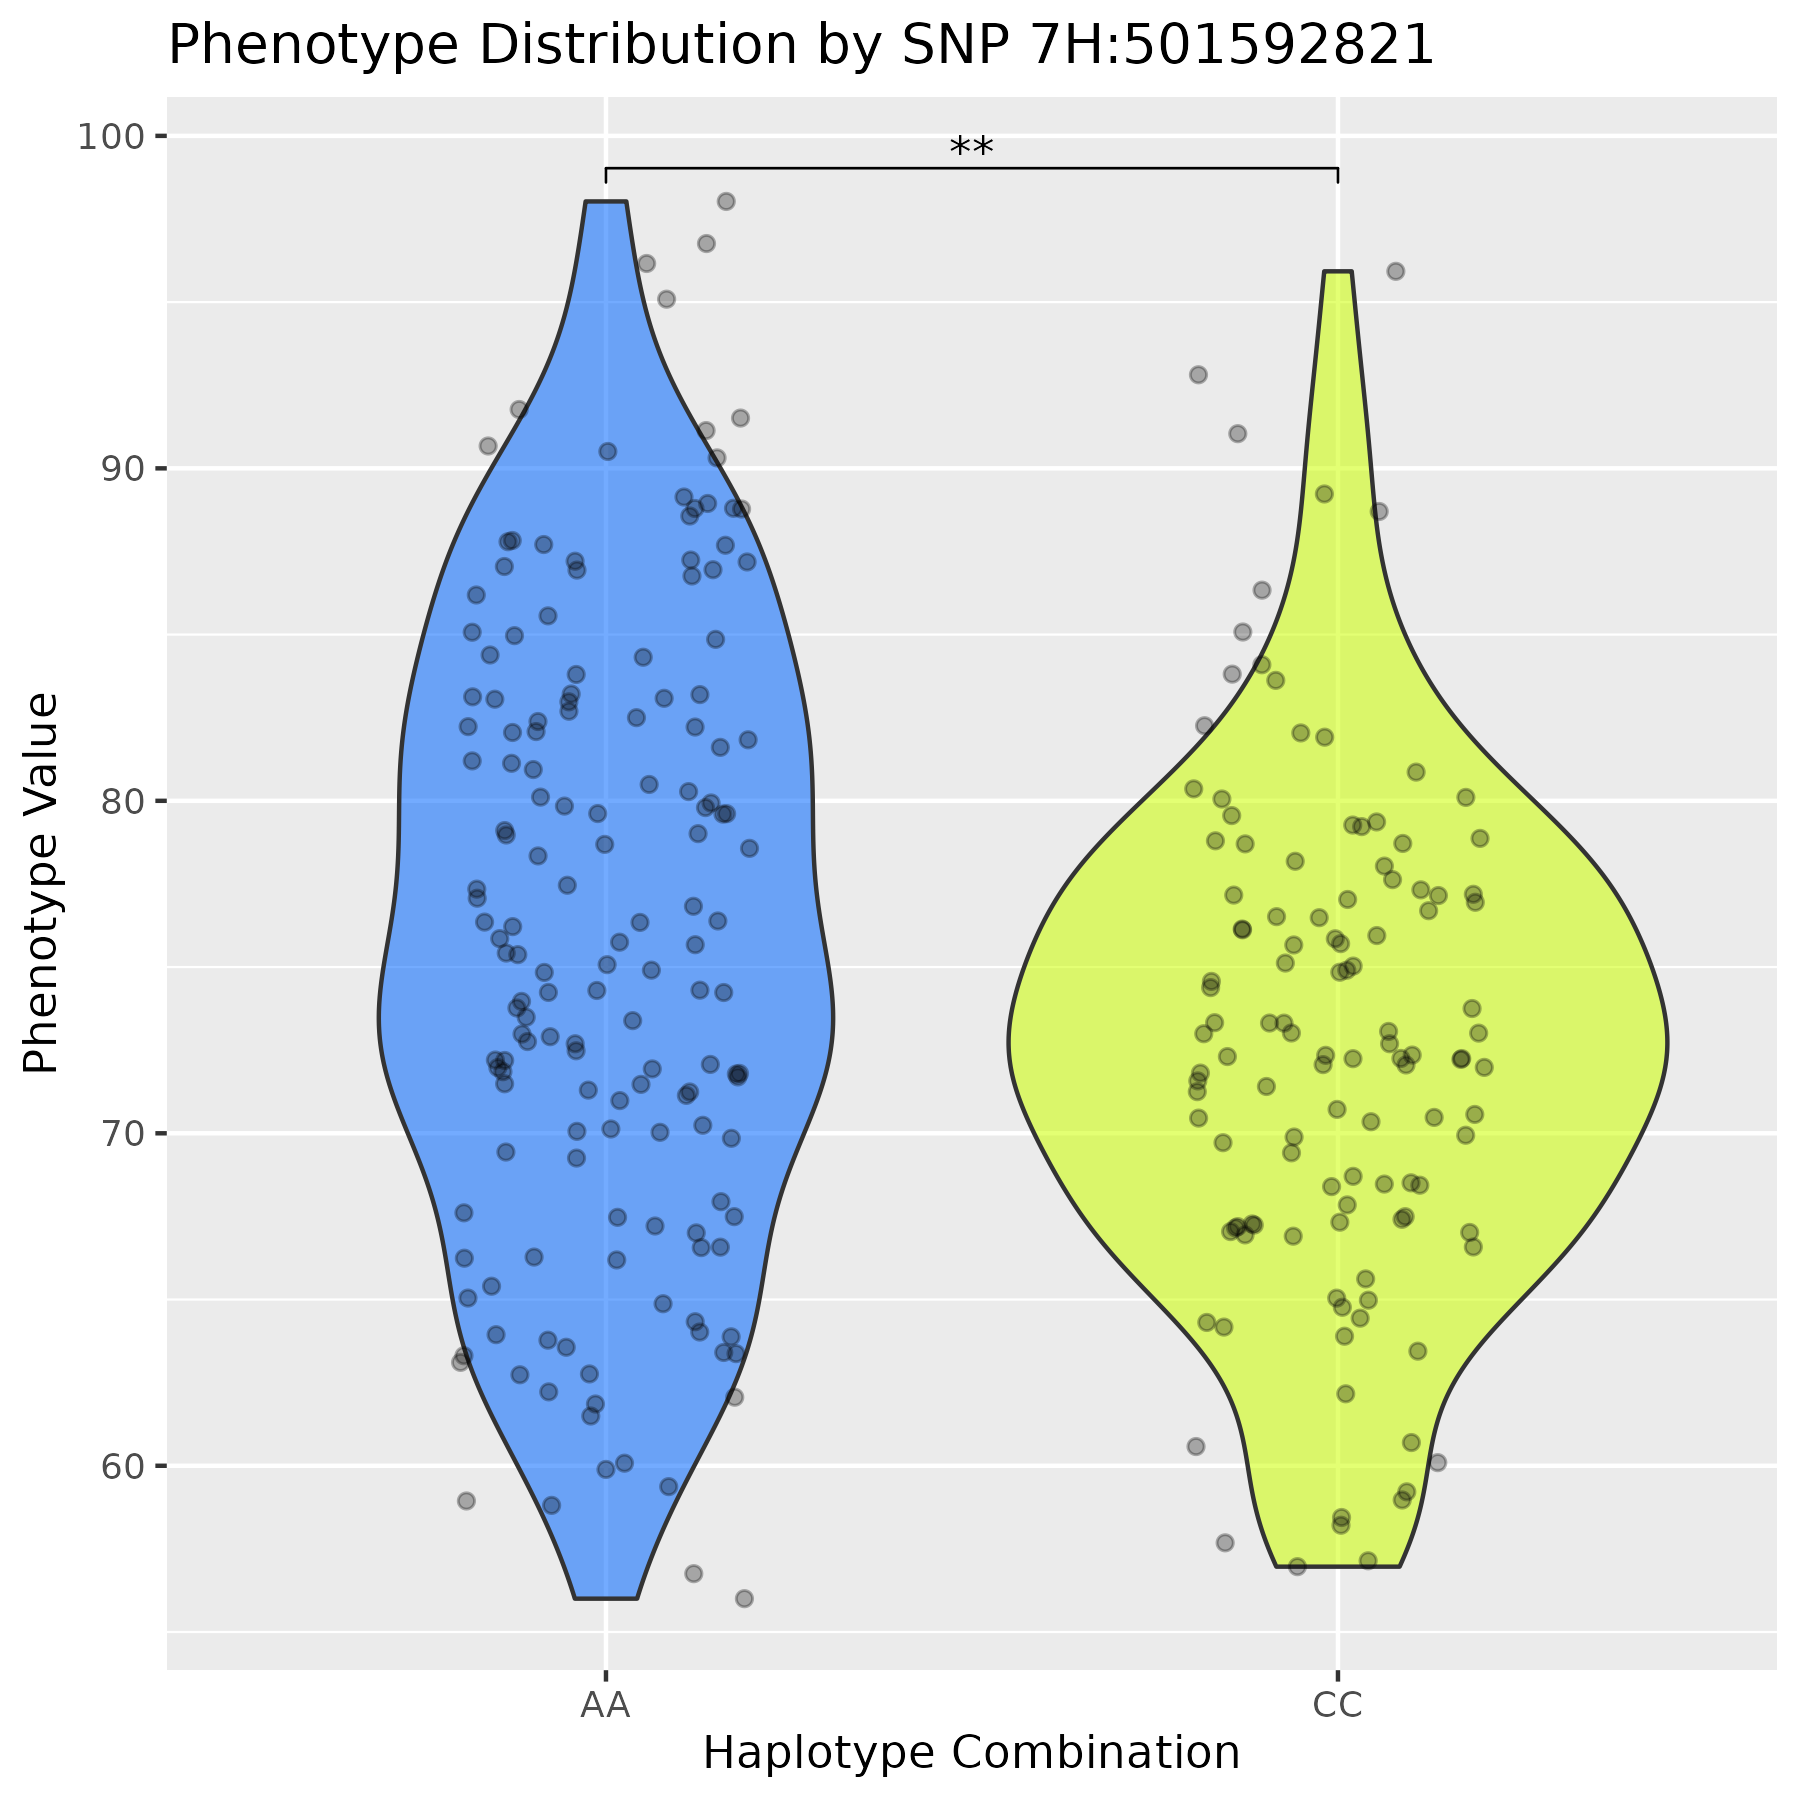 Phenotype Distribution by SNP 7H:501592821
**
100
90
80
70
60
Phenotype Value
AA
CC
Haplotype Combination